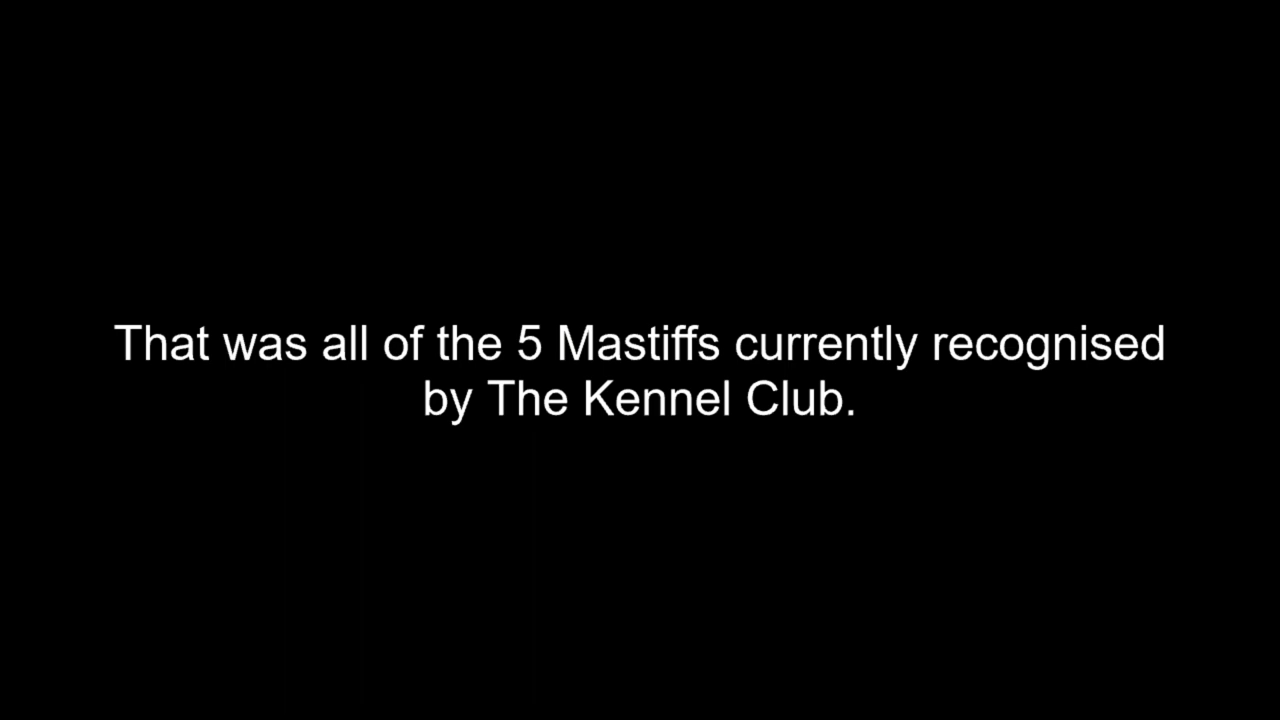 That was all of the 5 Mastiffs currently recognised
by The Kennel Club.